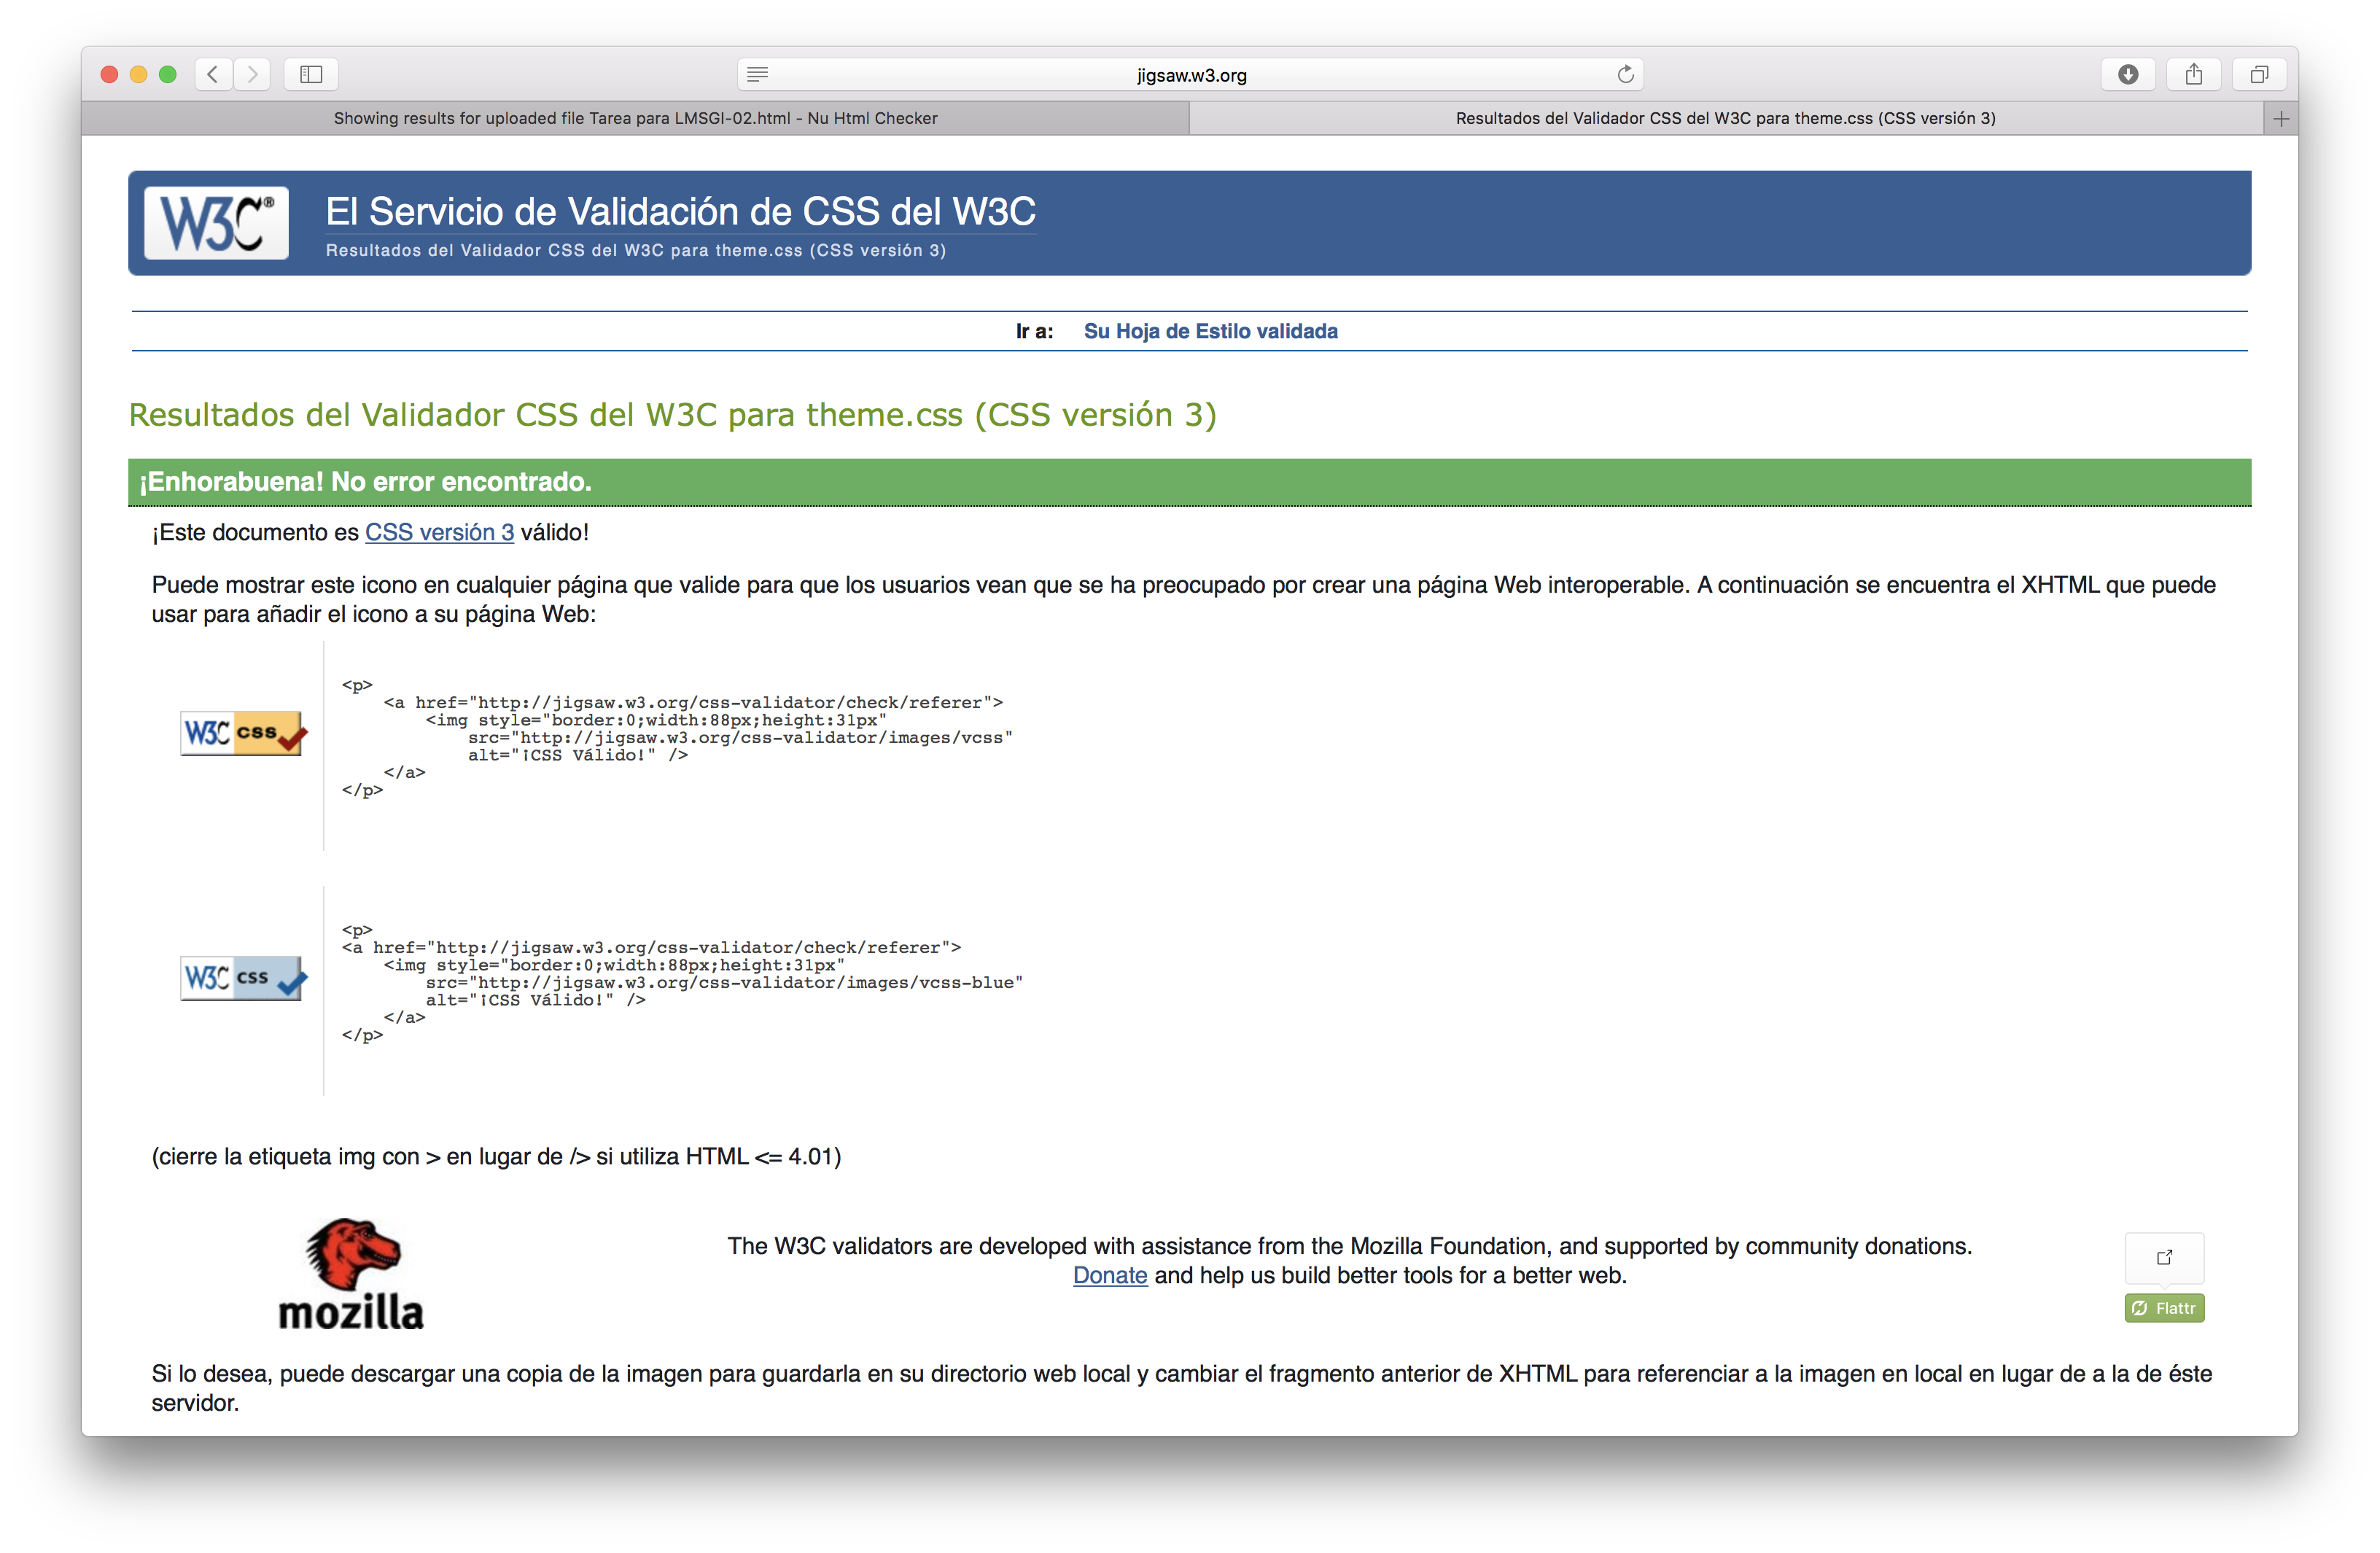 jigsaw.w3.org
Showing results for uploaded file Tarea para LMSGI-02.html - Nu Html Checker
Resultados del Validador CSS del W3C para theme.css (CSS versión 3)
W3C®
El Servicio de Validación de CSS del W3C
Resultados del Validador CSS del W3C para theme.css (CSS versión 3)
Ir a: Su Hoja de Estilo validada
Resultados del Validador CSS del W3C para theme.css (CSS versión 3)
¡Enhorabuena! No error encontrado.
¡Este documento es CSS versión 3 válido!
Puede mostrar este icono en cualquier página que valide para que los usuarios vean que se ha preocupado por crear una página Web interoperable. A continuación se encuentra el XHTML que puede
usar para añadir el icono a su página Web:
W3C css
<p>
<a href="http://jigsaw.w3.org/css-validator/check/referer">
<img style="border:0;width:88px;height:31px"
src="http://jigsaw.w3.org/css-validator/images/vcss"
alt="¡CSS Válido!" />
</a>
</p>
W3C css
<p>
<a href="http://jigsaw.w3.org/css-validator/check/referer">
<img style="border:0;width:88px;height:31px"
src="http://jigsaw.w3.org/css-validator/images/vcss-blue"
alt="¡CSS Válido!" />
</a>
</p>
(cierre la etiqueta img con > en lugar de /> si utiliza HTML <= 4.01)
mozilla
The W3C validators are developed with assistance from the Mozilla Foundation, and supported by community donations.
Donate and help us build better tools for a better web.
Flattr
Si lo desea, puede descargar una copia de la imagen para guardarla en su directorio web local y cambiar el fragmento anterior de XHTML para referenciar a la imagen en local en lugar de a la de éste
servidor.